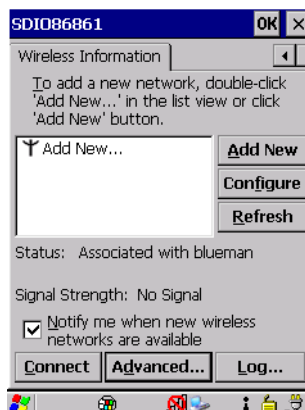 SDIO86861 OK ×
Wireless Information
To add a new network, double-click
'Add New...' in the list view or click
'Add New' button.
Add New...
Add New
Configure
Refresh
Status: Associated with blueman
Signal Strength: No Signal
Notify me when new wireless
networks are available
Connect Advanced... Log...